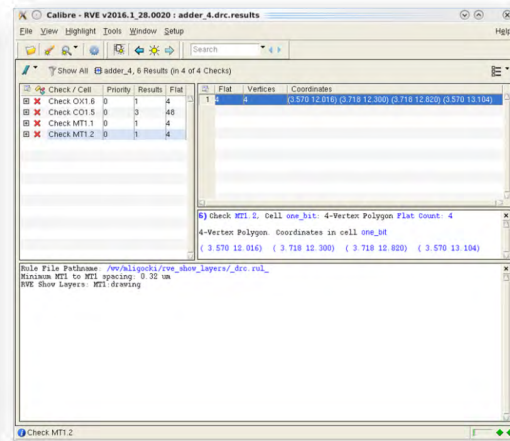 Calibre - RVE v2016.1_28.0020 : adder_4.drc.results
File View Highlight Tools Window Setup Help
Search
Show All adder_4, 6 Results (in 4 of 4 Checks)
Check / Cell Priority Results Flat
Check OX1.6 0 1 4
Check CO1.5 0 3 48
Check MT1.1 0 1 4
Check MT1.2 0 1 4
Flat Vertices Coordinates
1 4 4 (3.570 12.016) (3.718 12.300) (3.718 12.820) (3.570 13.104)
6) Check MT1.2, Cell one_bit: 4-Vertex Polygon Flat Count: 4
4-Vertex Polygon. Coordinates in cell one_bit
( 3.570 12.016) ( 3.718 12.300) ( 3.718 12.820) ( 3.570 13.104)
Rule File Pathname: /wv/mligocki/rve_show_layers/_drc.rul_
Minimum MT1 to MT1 spacing: 0.32 um
RVE Show Layers: MT1:drawing
Check MT1.2